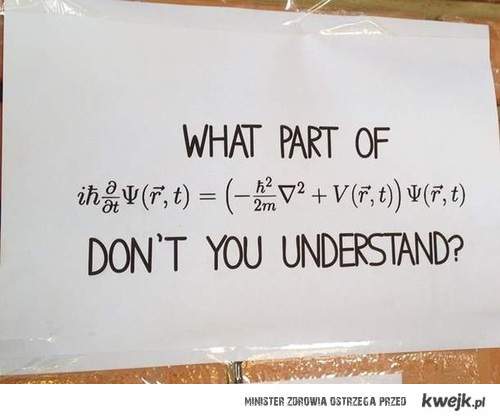 WHAT PART OF
iħ ∂/∂t Ψ(r⃗, t) = (−ħ²/2m ∇² + V(r⃗, t)) Ψ(r⃗, t)
DON'T YOU UNDERSTAND?
MINISTER ZDROWIA OSTRZEGA PRZED kwejk.pl